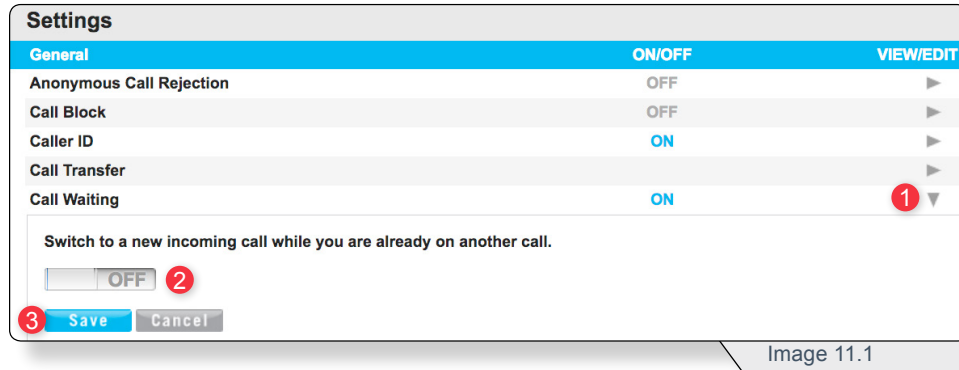 Settings
General ON/OFF VIEW/EDIT
Anonymous Call Rejection OFF
Call Block OFF
Caller ID ON
Call Transfer
Call Waiting ON 1
Switch to a new incoming call while you are already on another call.
OFF 2
3 Save Cancel
Image 11.1